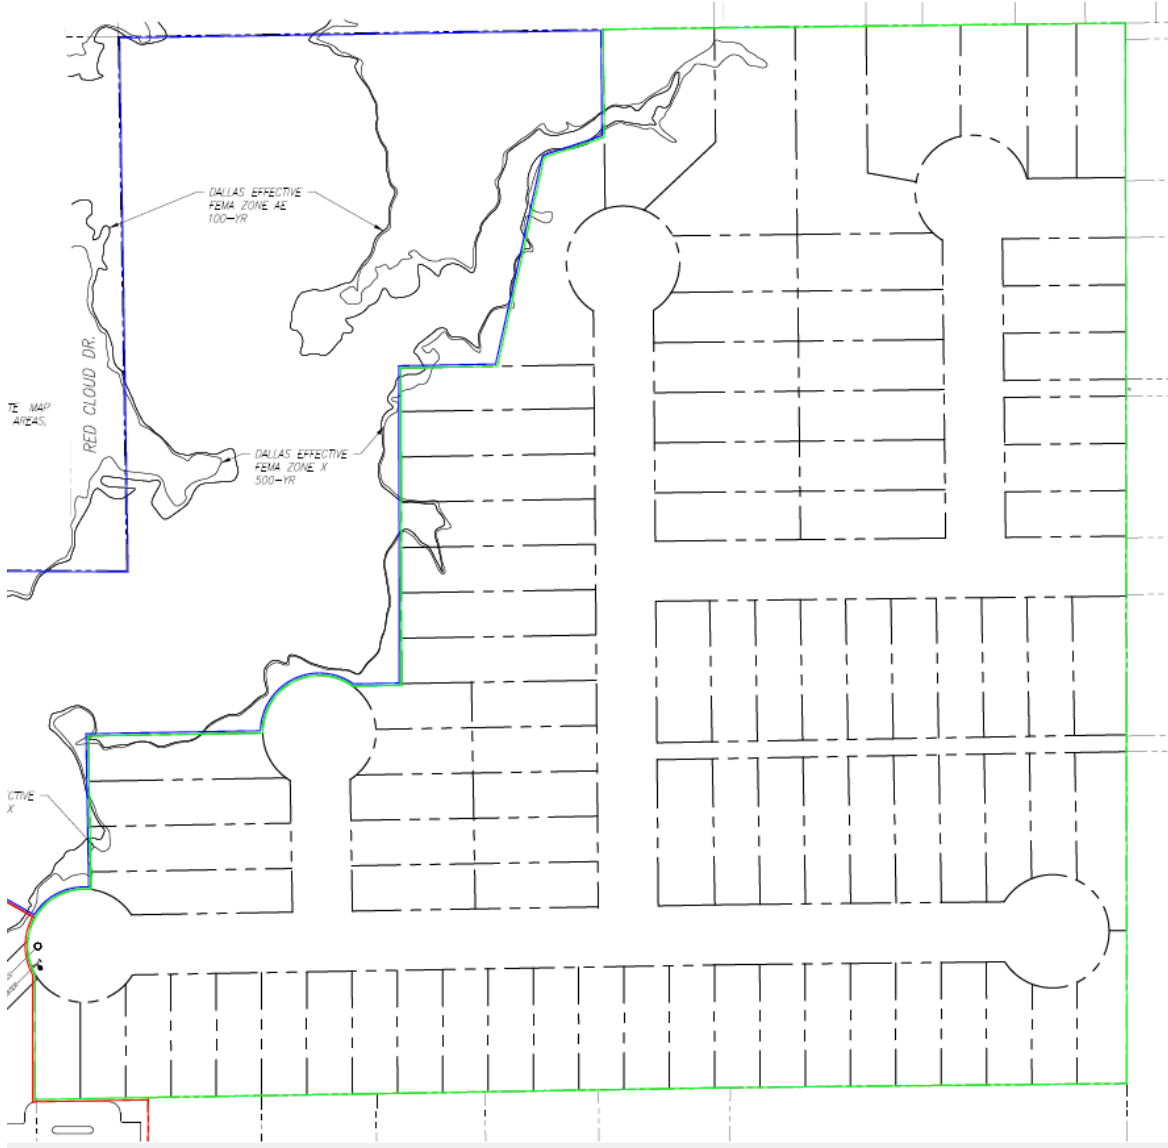 DALLAS EFFECTIVE
FEMA ZONE AE
100-YR
RED CLOUD DR.
TE MAP
AREAS,
DALLAS EFFECTIVE
FEMA ZONE X
500-YR
CTIVE
X